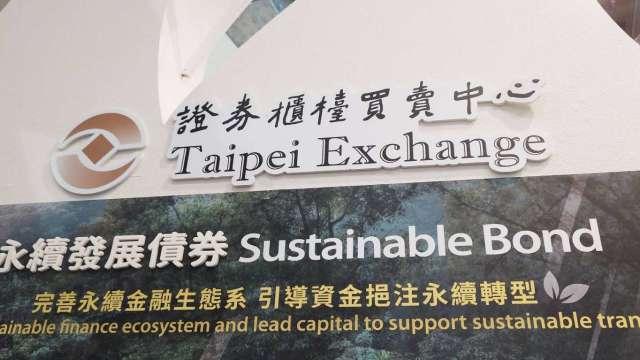 證券櫃檯買賣中心
Taipei Exchange
永續發展債券 Sustainable Bond
完善永續金融生態系 引導資金挹注永續轉型
finance ecosystem and lead capital to support sustainable